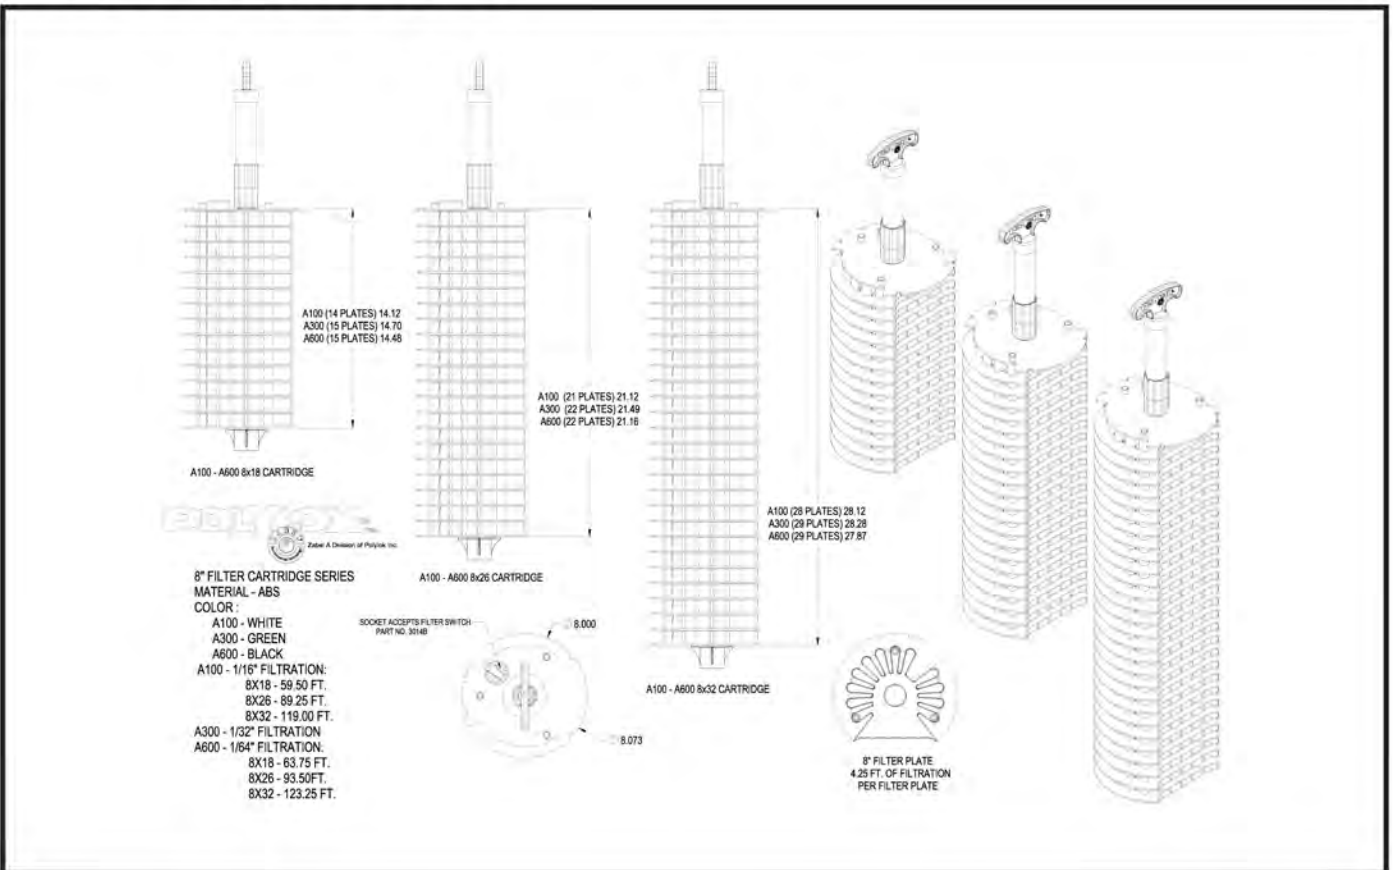 A100 (14 PLATES) 14.12
A300 (15 PLATES) 14.70
A600 (15 PLATES) 14.48
A100 - A600 8x18 CARTRIDGE
A100 (21 PLATES) 21.12
A300 (22 PLATES) 21.49
A600 (22 PLATES) 21.16
A100 - A600 8x26 CARTRIDGE
A100 (28 PLATES) 28.12
A300 (29 PLATES) 28.28
A600 (29 PLATES) 27.87
A100 - A600 8x32 CARTRIDGE
Zabel A Division of Polylok Inc.
8" FILTER CARTRIDGE SERIES
MATERIAL - ABS
COLOR :
A100 - WHITE
A300 - GREEN
A600 - BLACK
A100 - 1/16" FILTRATION:
8X18 - 59.50 FT.
8X26 - 89.25 FT.
8X32 - 119.00 FT.
A300 - 1/32" FILTRATION
A600 - 1/64" FILTRATION:
8X18 - 63.75 FT.
8X26 - 93.50FT.
8X32 - 123.25 FT.
SOCKET ACCEPTS FILTER SWITCH
PART NO. 3014B
8.000
8.073
8" FILTER PLATE
4.25 FT. OF FILTRATION
PER FILTER PLATE